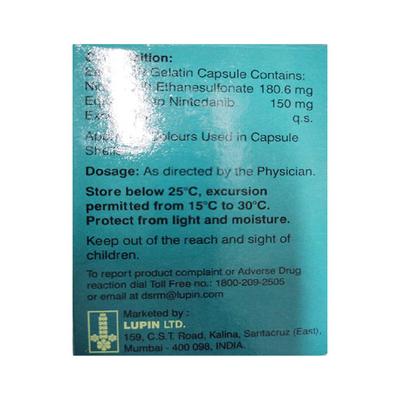 Gelatin Capsule Contains:
Ethanesulfonate 180.6 mg
Nintedanib 150 mg
q.s.
Colours Used in Capsule
Dosage: As directed by the Physician.
Store below 25°C, excursion
permitted from 15°C to 30°C.
Protect from light and moisture.
Keep out of the reach and sight of
children.
To report product complaint or Adverse Drug
reaction dial Toll Free no.: 1800-209-2505
or email at dsrm@lupin.com
Marketed by :
LUPIN LTD.
159, C.S.T. Road, Kalina, Santacruz (East),
Mumbai - 400 098, INDIA.